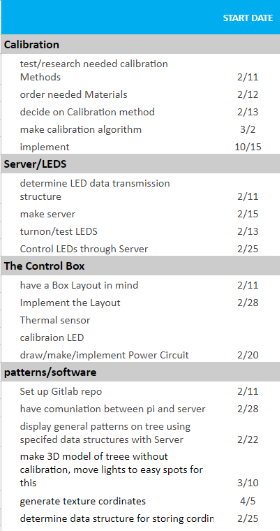 START DATE
Calibration
test/research needed calibration
Methods 2/11
order needed Materials 2/12
decide on Calibration method 2/13
make calibration algorithm 3/2
implement 10/15
Server/LEDS
determine LED data transmission
structure 2/11
make server 2/15
turnon/test LEDS 2/13
Control LEDs through Server 2/25
The Control Box
have a Box Layout in mind 2/11
Implement the Layout 2/28
Thermal sensor
calibraion LED
draw/make/implement Power Circuit 2/20
patterns/software
Set up Gitlab repo 2/11
have comuniation between pi and server 2/28
display general patterns on tree using
specifed data structures with Server 2/22
make 3D model of treee without
calibration, move lights to easy spots for
this 3/10
generate texture cordinates 4/5
determine data structure for storing cordin 2/25